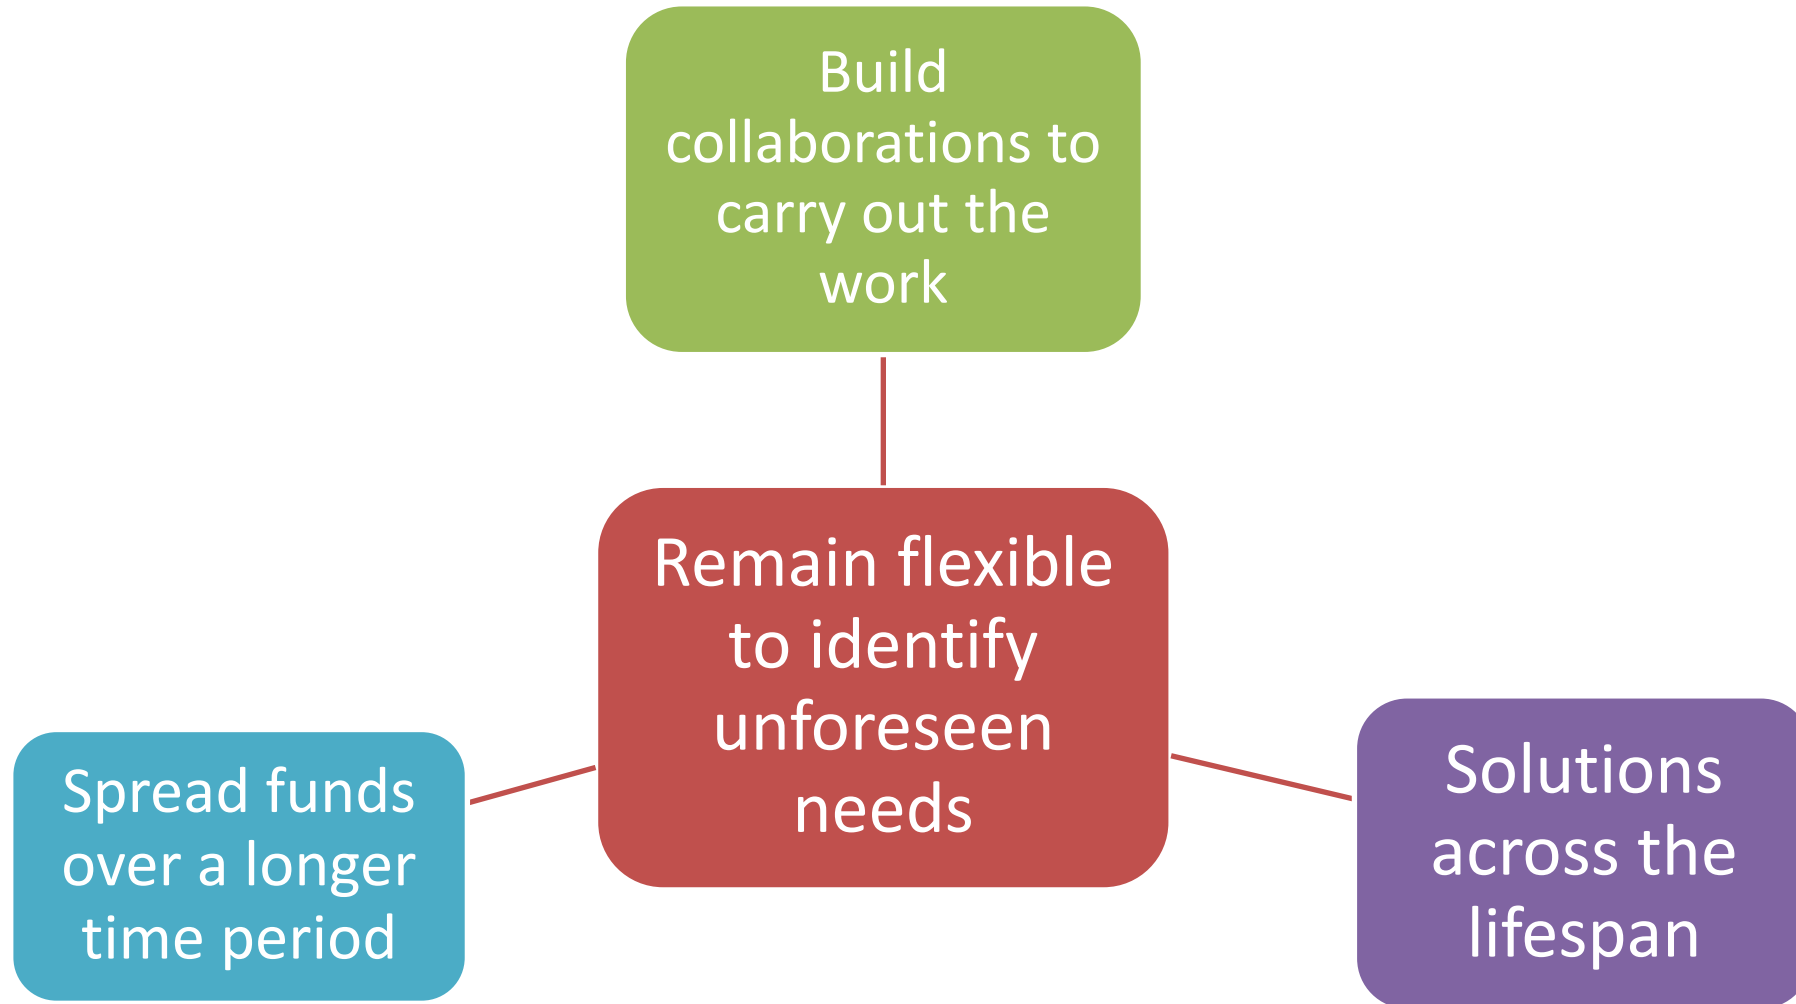 Build
collaborations to
carry out the
work
Remain flexible
to identify
unforeseen
needs
Spread funds
over a longer
time period
Solutions
across the
lifespan